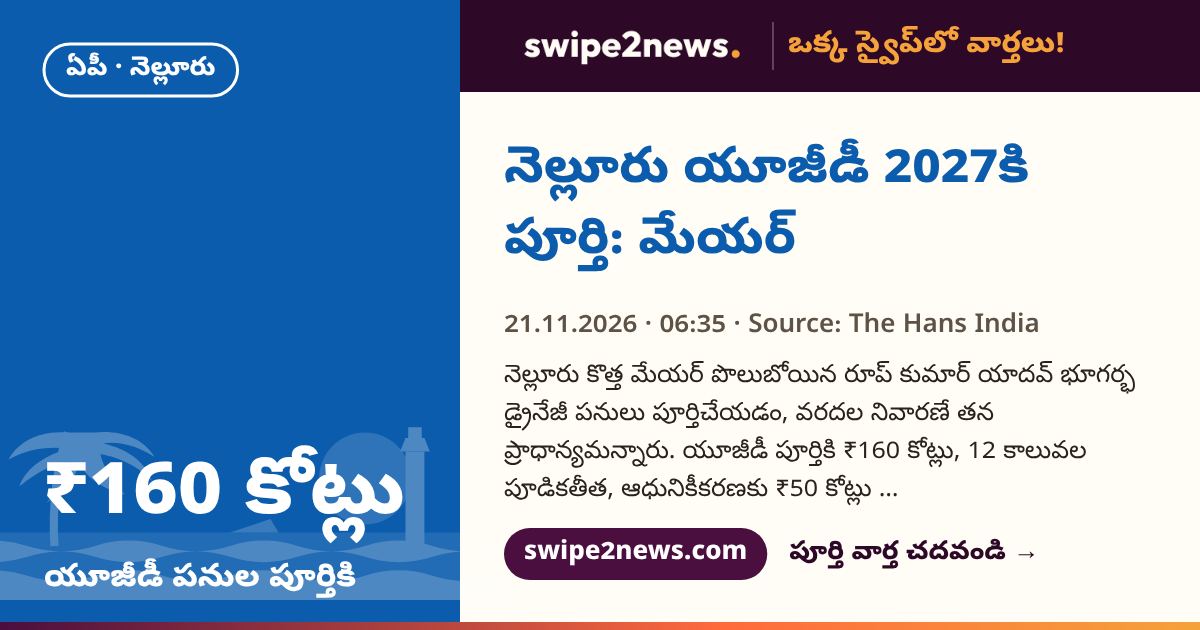 ఏపీ · నెల్లూరు
swipe2news.
ఒక్క స్వైప్‌లో వార్తలు!
నెల్లూరు యూజీడీ 2027కి
పూర్తి: మేయర్
21.11.2026 · 06:35 · Source: The Hans India
నెల్లూరు కొత్త మేయర్ పొలుబోయిన రూప్ కుమార్ యాదవ్ భూగర్భ
డ్రైనేజీ పనులు పూర్తిచేయడం, వరదల నివారణే తన
ప్రాధాన్యమన్నారు. యూజీడీ పూర్తికి ₹160 కోట్లు, 12 కాలువల
పూడికతీత, ఆధునికీకరణకు ₹50 కోట్లు ...
₹160 కోట్లు
యూజీడీ పనుల పూర్తికి
swipe2news.com
పూర్తి వార్త చదవండి →